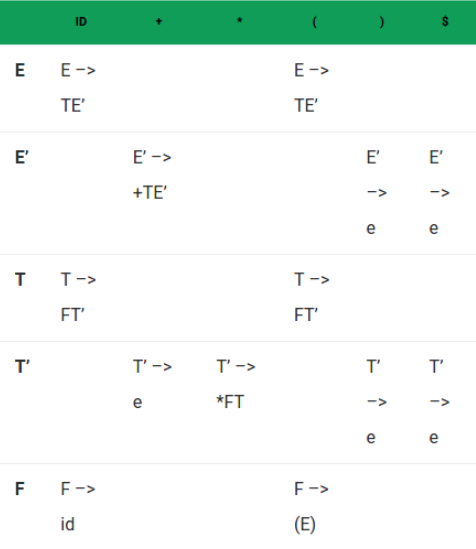 ID + * ( ) $
E E –> E –>
TE’ TE’
E’ E’ –> E’ E’
+TE’ –> –>
e e
T T –> T –>
FT’ FT’
T’ T’ –> T’ –> T’ T’
e *FT –> –>
e e
F F –> F –>
id (E)